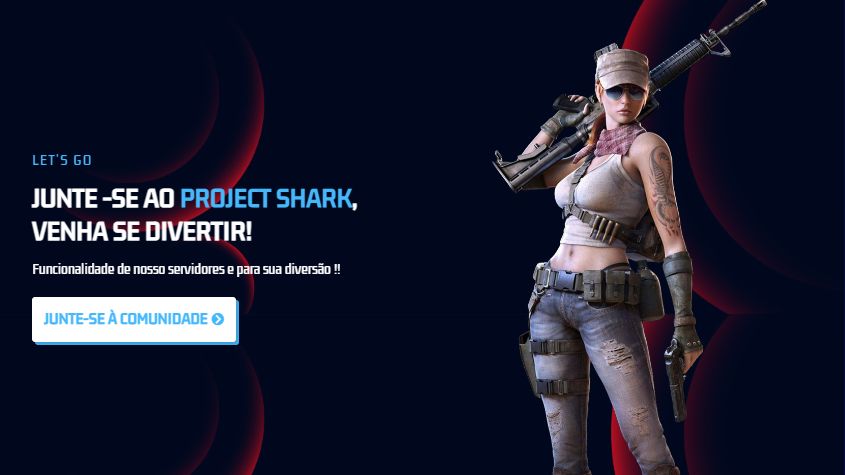 LET'S GO
JUNTE -SE AO PROJECT SHARK,
VENHA SE DIVERTIR!
Funcionalidade de nosso servidores e para sua diversão !!
JUNTE-SE À COMUNIDADE